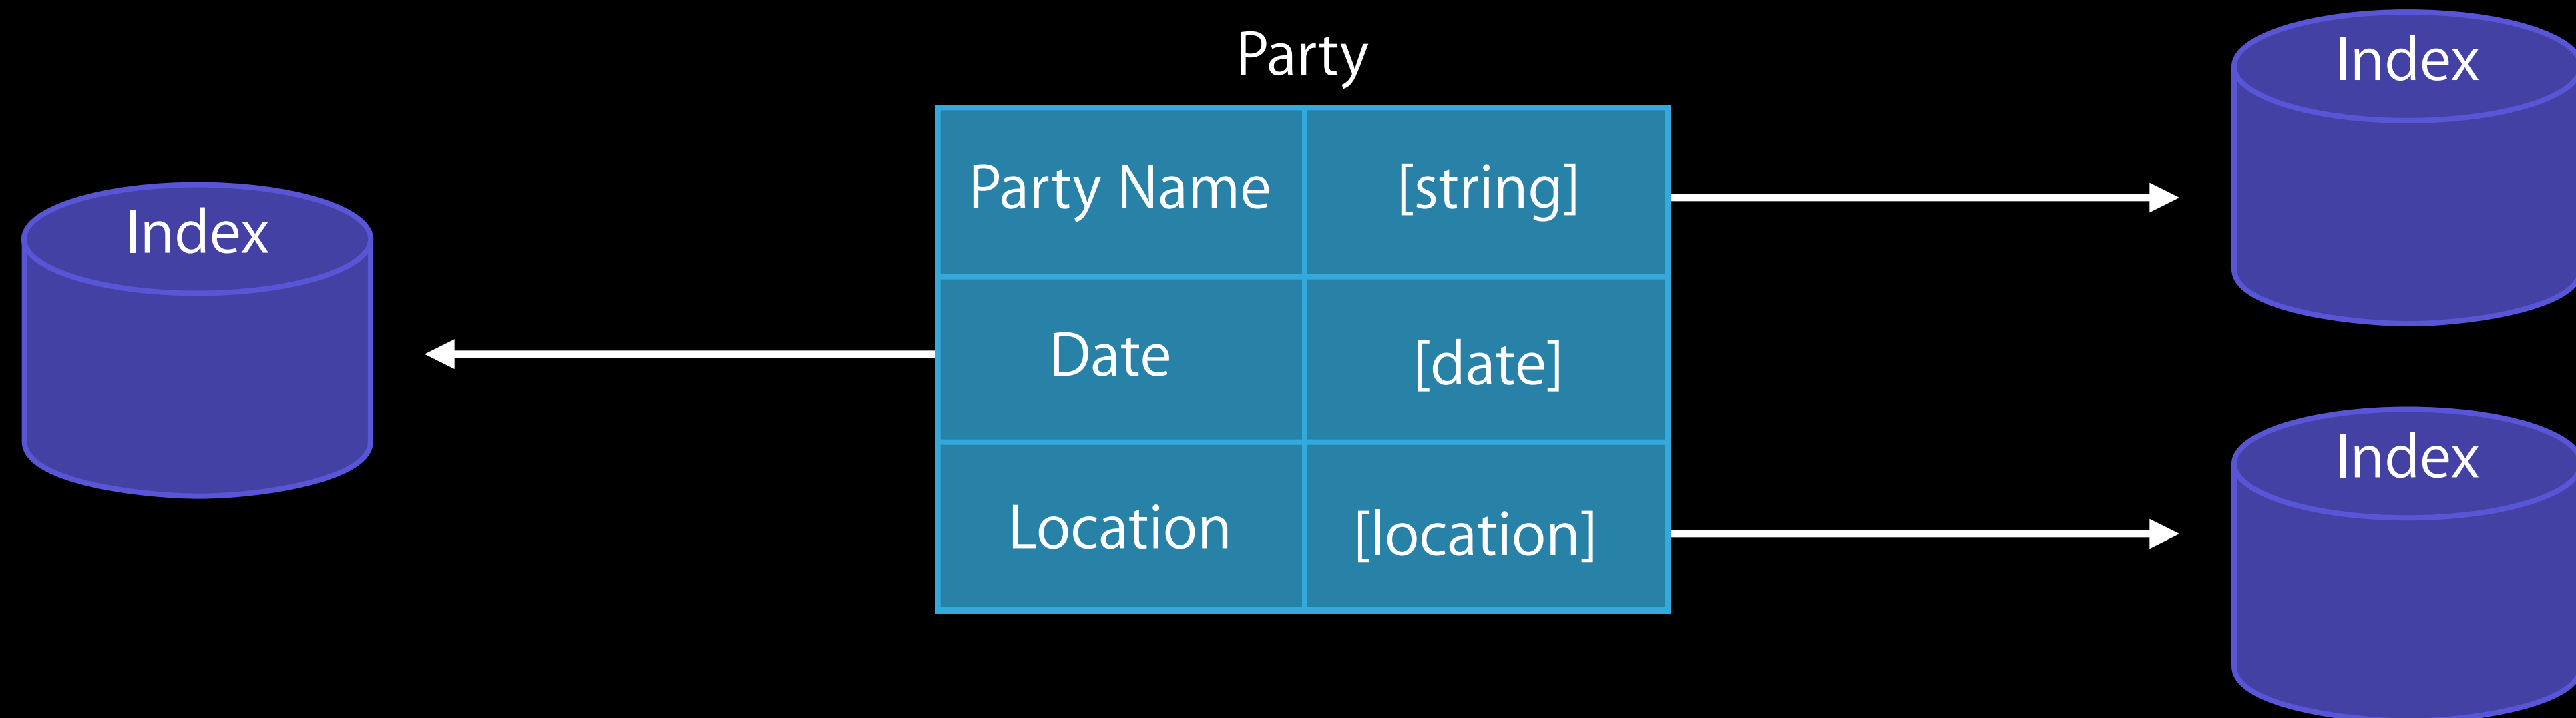 Party
Index
Party Name [string]
Date [date]
Location [location]
Index
Index